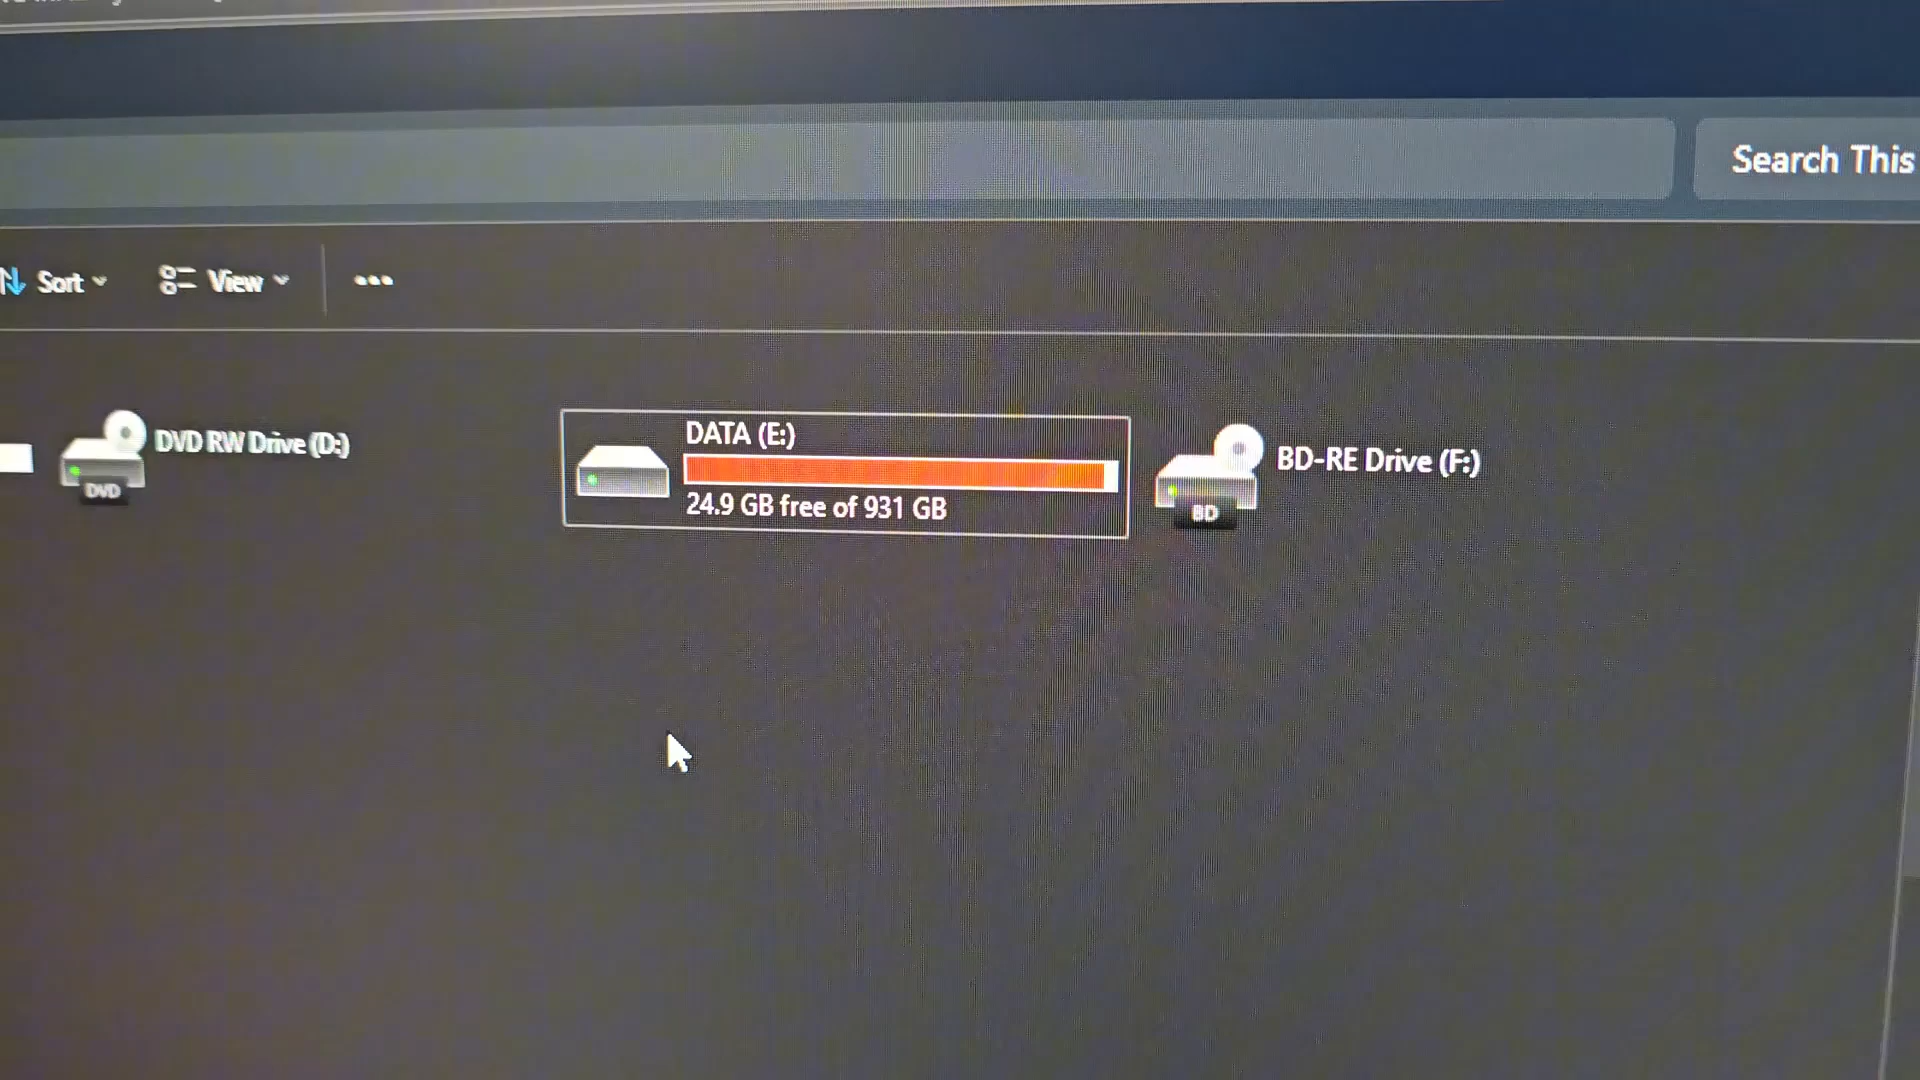 Search This
Sort
View
DVD RW Drive (D:)
DVD
DATA (E:)
24.9 GB free of 931 GB
BD-RE Drive (F:)
BD